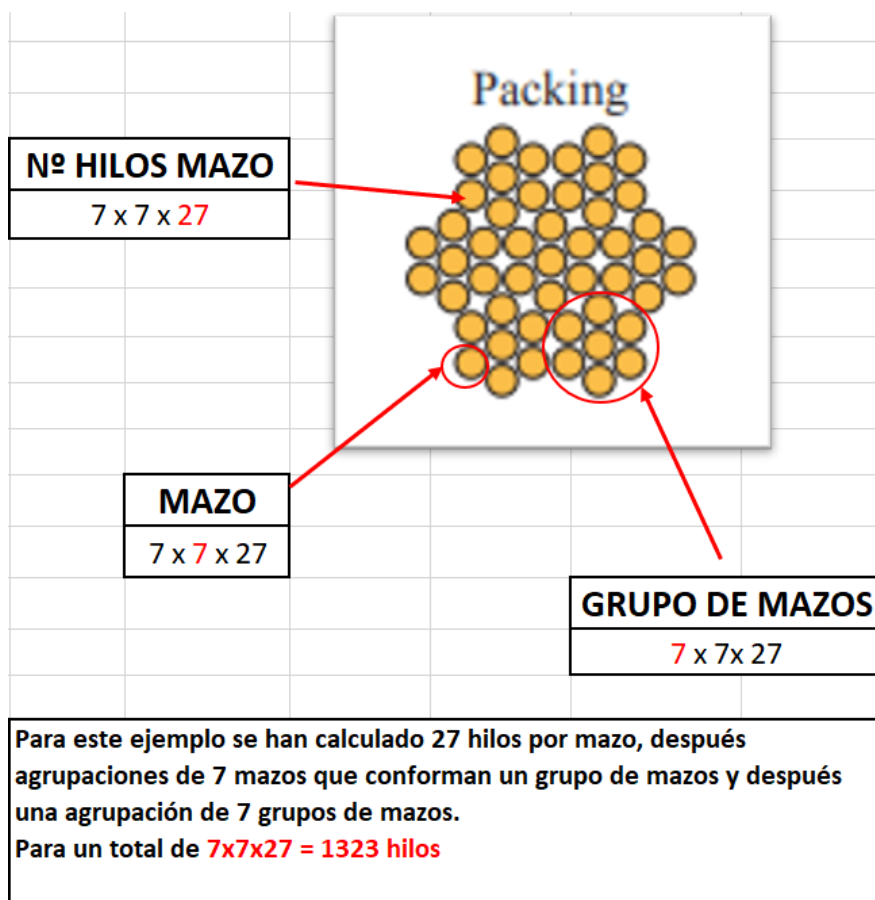 Packing
Nº HILOS MAZO
7 x 7 x 27
MAZO
7 x 7 x 27
GRUPO DE MAZOS
7 x 7x 27
Para este ejemplo se han calculado 27 hilos por mazo, después
agrupaciones de 7 mazos que conforman un grupo de mazos y después
una agrupación de 7 grupos de mazos.
Para un total de 7x7x27 = 1323 hilos